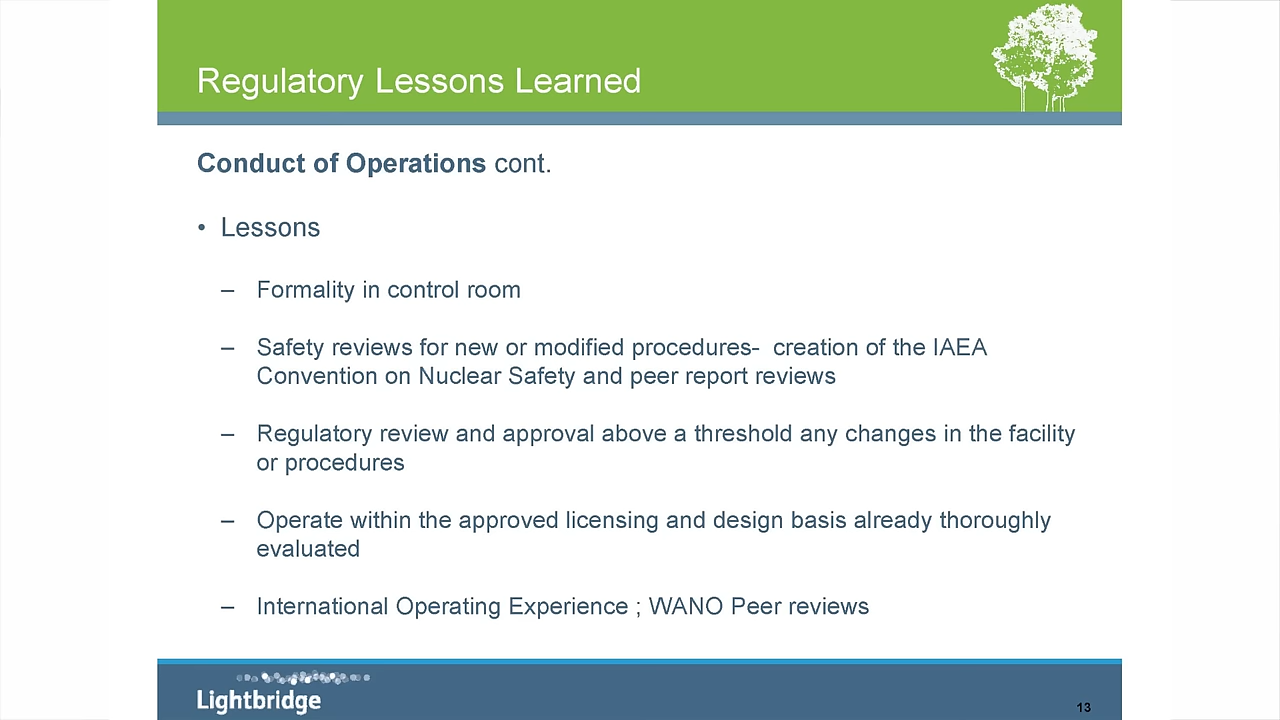 Regulatory Lessons Learned
Conduct of Operations cont.
• Lessons
– Formality in control room
– Safety reviews for new or modified procedures- creation of the IAEA
Convention on Nuclear Safety and peer report reviews
– Regulatory review and approval above a threshold any changes in the facility
or procedures
– Operate within the approved licensing and design basis already thoroughly
evaluated
– International Operating Experience ; WANO Peer reviews
Lightbridge
13